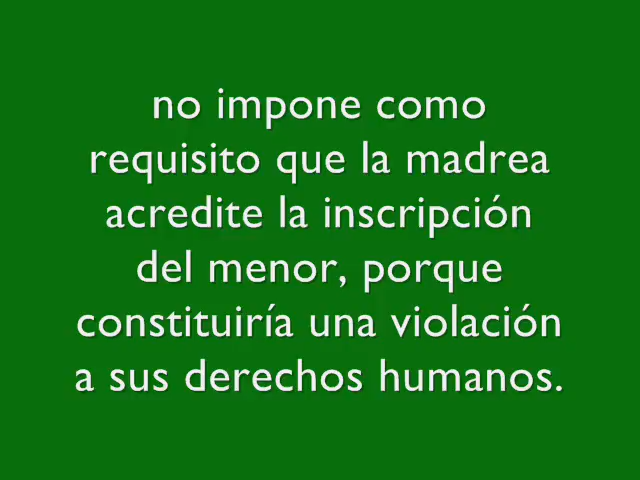 no impone como
requisito que la madrea
acredite la inscripción
del menor, porque
constituiría una violación
a sus derechos humanos.